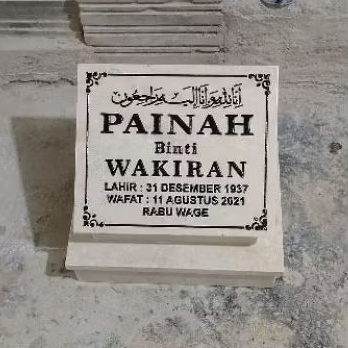 إنا لله وإنا إليه راجعون
PAINAH
Binti
WAKIRAN
LAHIR : 31 DESEMBER 1937
WAFAT : 11 AGUSTUS 2021
RABU WAGE